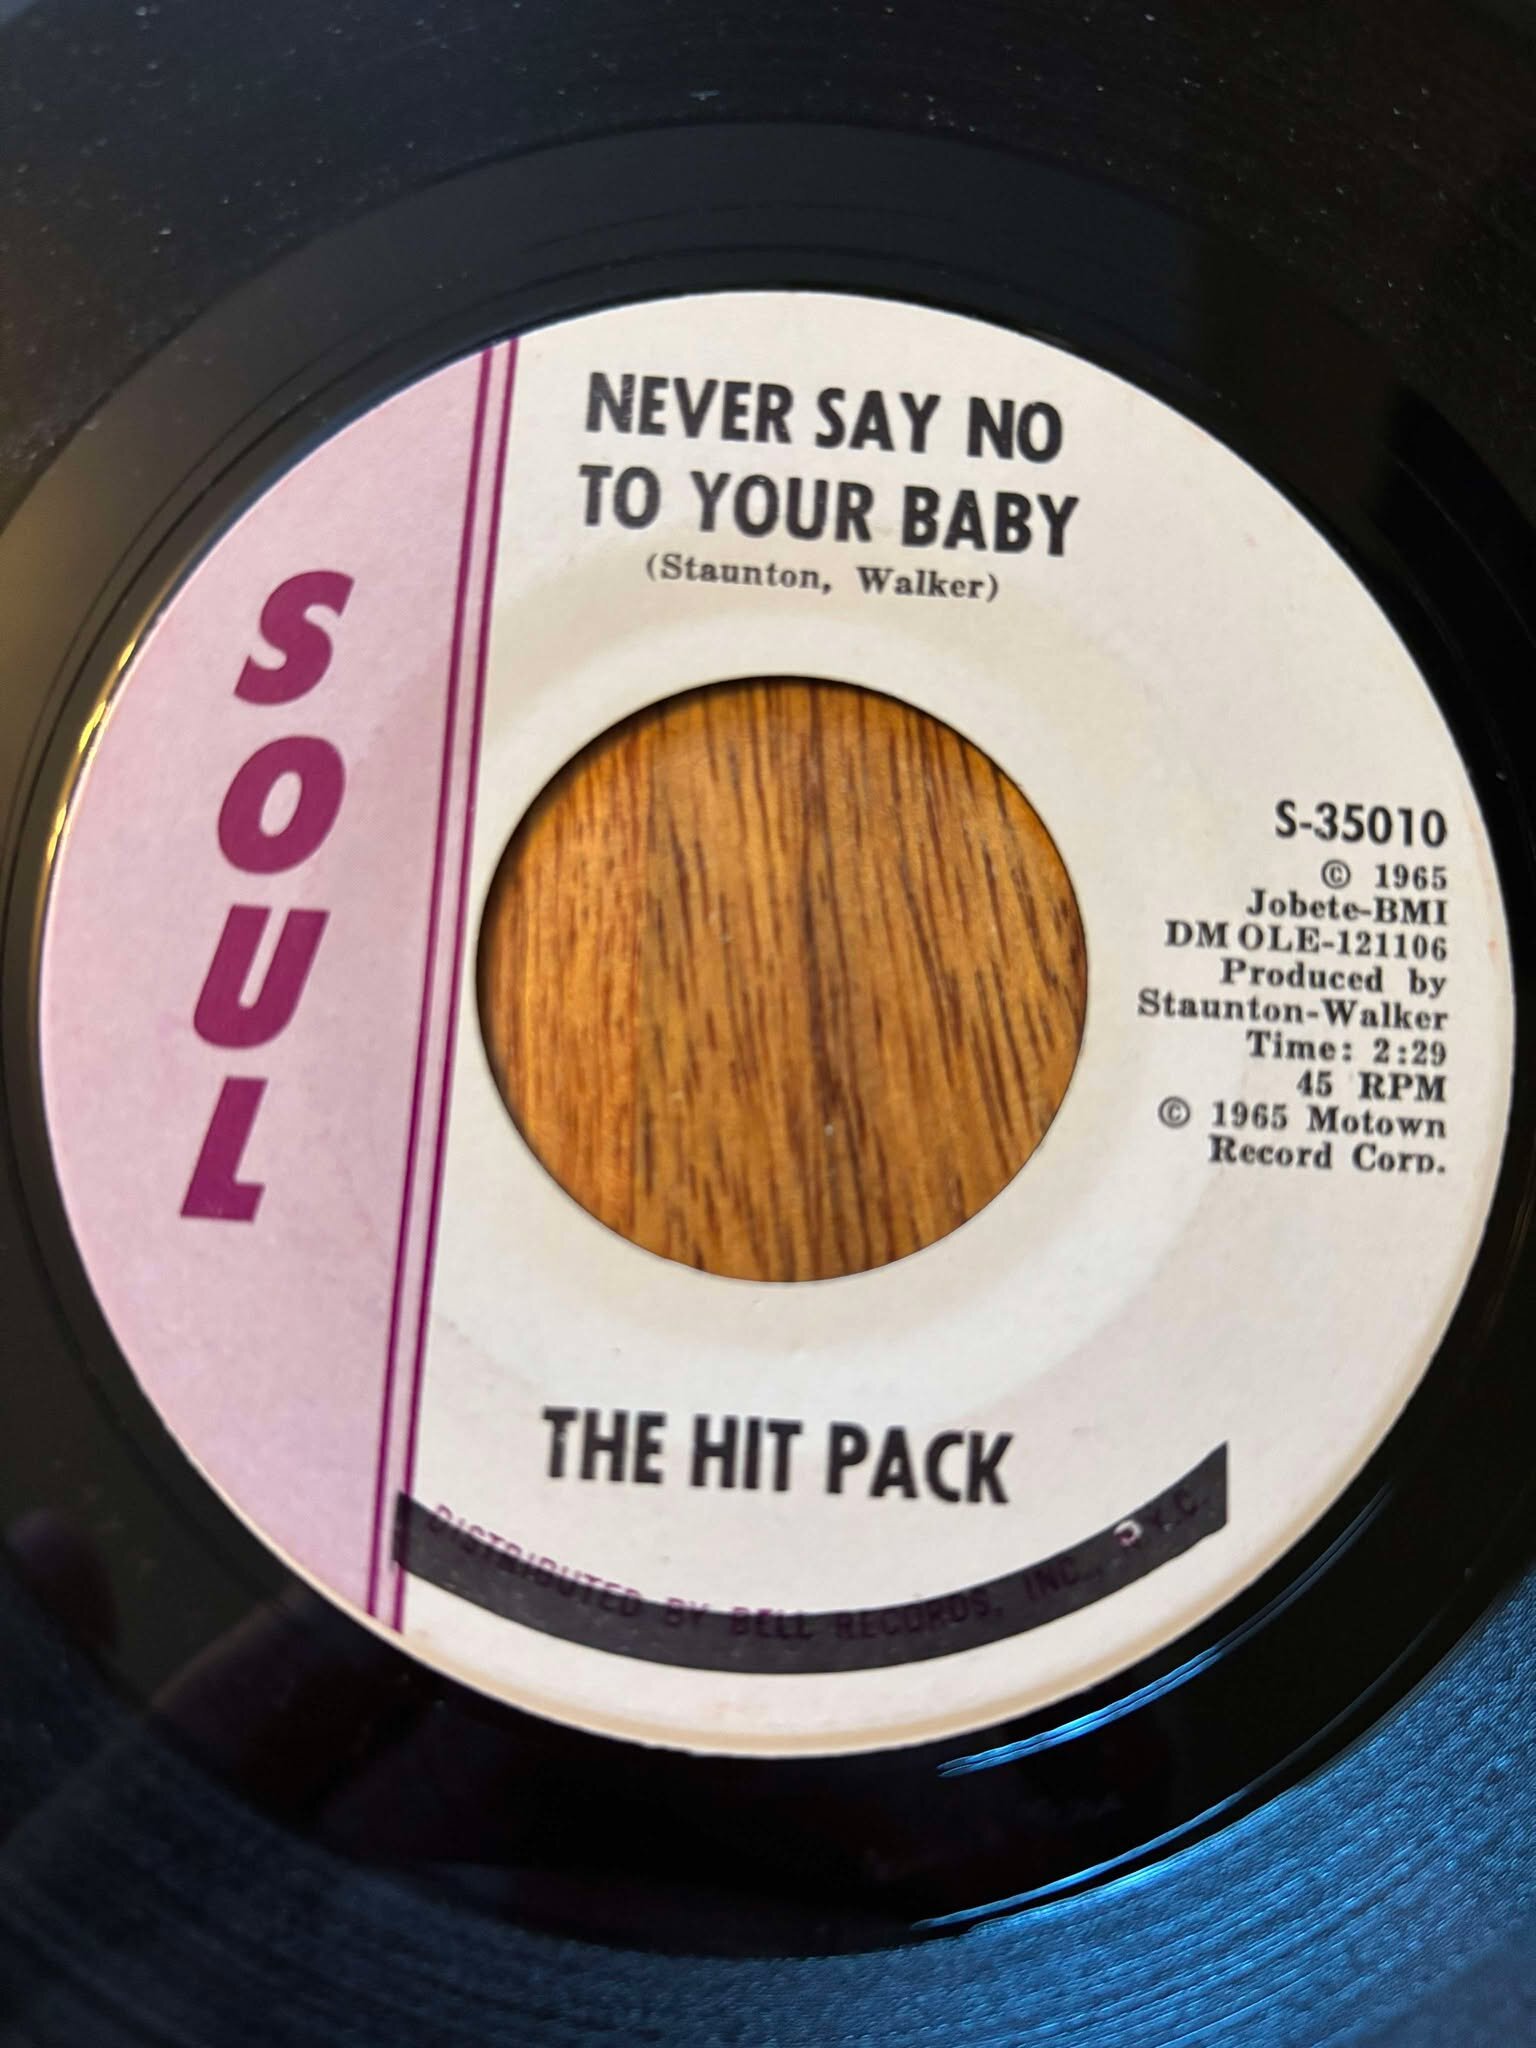 NEVER SAY NO
TO YOUR BABY
(Staunton, Walker)
SOUL
S-35010
© 1965
Jobete-BMI
DM OLE-121106
Produced by
Staunton-Walker
Time: 2:29
45 RPM
© 1965 Motown
Record Corp.
THE HIT PACK
DISTRIBUTED BY BELL RECORDS, INC., N.Y.C.